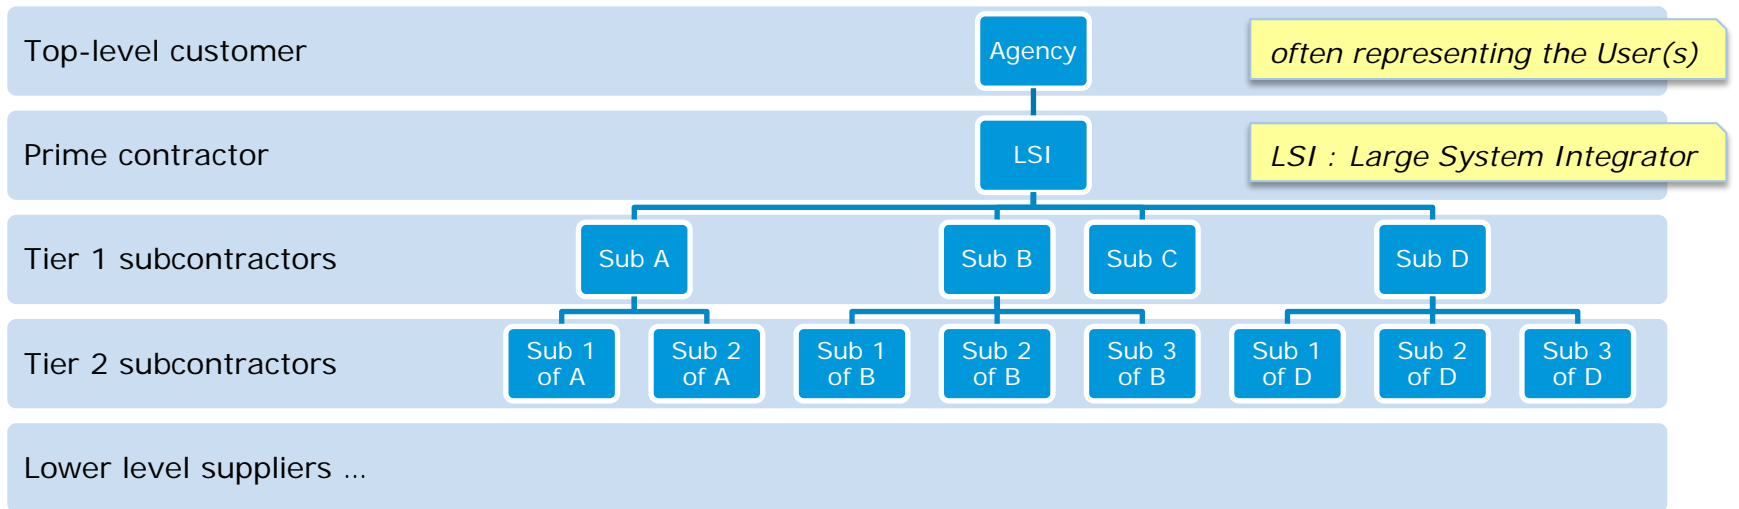 Top-level customer
Agency
often representing the User(s)
Prime contractor
LSI
LSI : Large System Integrator
Tier 1 subcontractors
Sub A
Sub B
Sub C
Sub D
Tier 2 subcontractors
Sub 1
of A
Sub 2
of A
Sub 1
of B
Sub 2
of B
Sub 3
of B
Sub 1
of D
Sub 2
of D
Sub 3
of D
Lower level suppliers ...